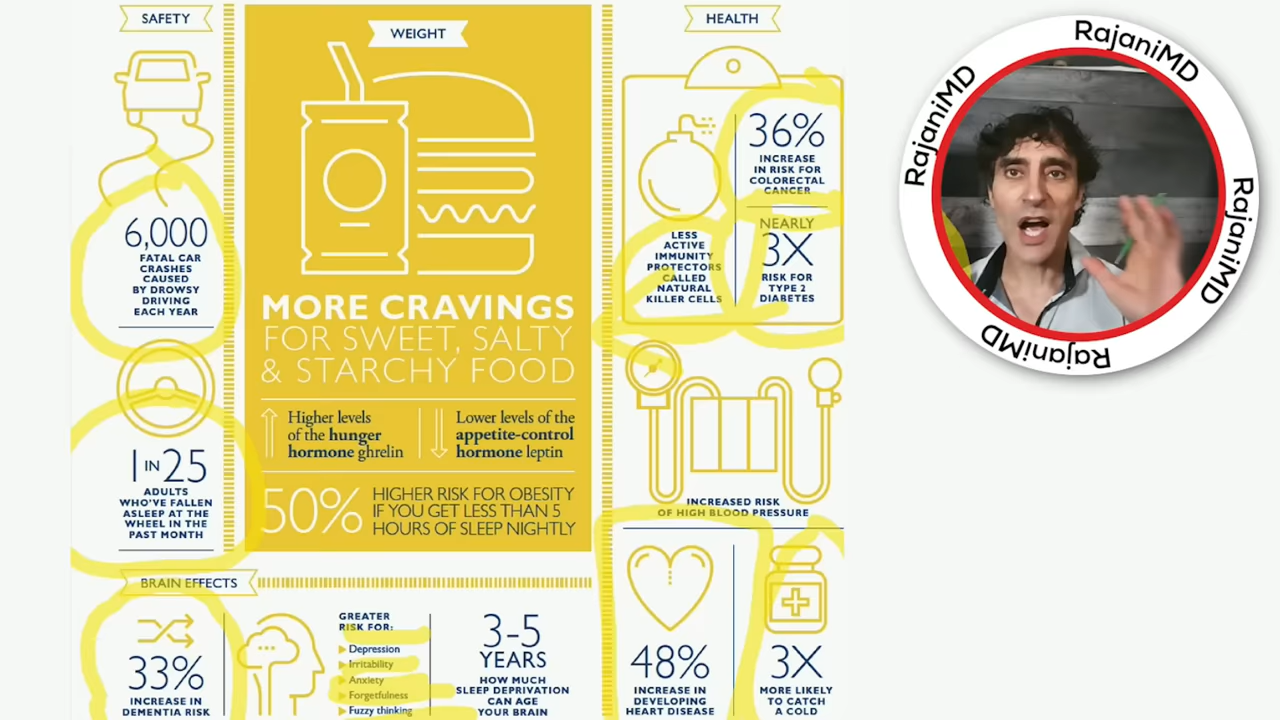 SAFETY
6,000
FATAL CAR
CRASHES
CAUSED
BY DROWSY
DRIVING
EACH YEAR
1 IN 25
ADULTS
WHO'VE FALLEN
ASLEEP AT THE
WHEEL IN THE
PAST MONTH
WEIGHT
MORE CRAVINGS
FOR SWEET, SALTY
& STARCHY FOOD
Higher levels
of the hunger
hormone ghrelin
Lower levels of the
appetite-control
hormone leptin
50%
HIGHER RISK FOR OBESITY
IF YOU GET LESS THAN 5
HOURS OF SLEEP NIGHTLY
HEALTH
LESS
ACTIVE
IMMUNITY
PROTECTORS
CALLED
NATURAL
KILLER CELLS
36%
INCREASE
IN RISK FOR
COLORECTAL
CANCER
NEARLY
3X
RISK FOR
TYPE 2
DIABETES
INCREASED RISK
OF HIGH BLOOD PRESSURE
48%
INCREASE IN
DEVELOPING
HEART DISEASE
3X
MORE LIKELY
TO CATCH
A COLD
BRAIN EFFECTS
33%
INCREASE IN
DEMENTIA RISK
GREATER
RISK FOR:
Depression
Irritability
Anxiety
Forgetfulness
Fuzzy thinking
3-5
YEARS
HOW MUCH
SLEEP DEPRIVATION
CAN AGE
YOUR BRAIN
RajaniMD
RajaniMD
RajaniMD
RajaniMD
RajaniMD